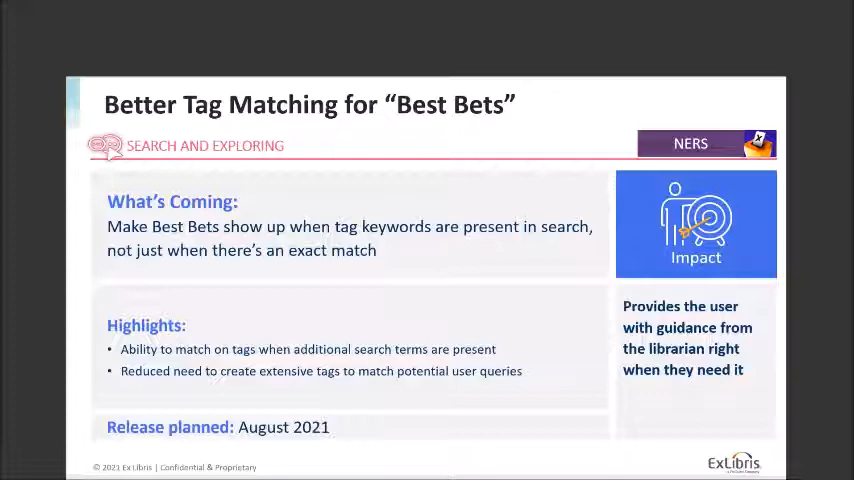 Better Tag Matching for “Best Bets”
SEARCH AND EXPLORING
NERS
What’s Coming:
Make Best Bets show up when tag keywords are present in search,
not just when there’s an exact match
Impact
Highlights:
• Ability to match on tags when additional search terms are present
• Reduced need to create extensive tags to match potential user queries
Provides the user
with guidance from
the librarian right
when they need it
Release planned: August 2021
© 2021 Ex Libris | Confidential & Proprietary
ExLibris